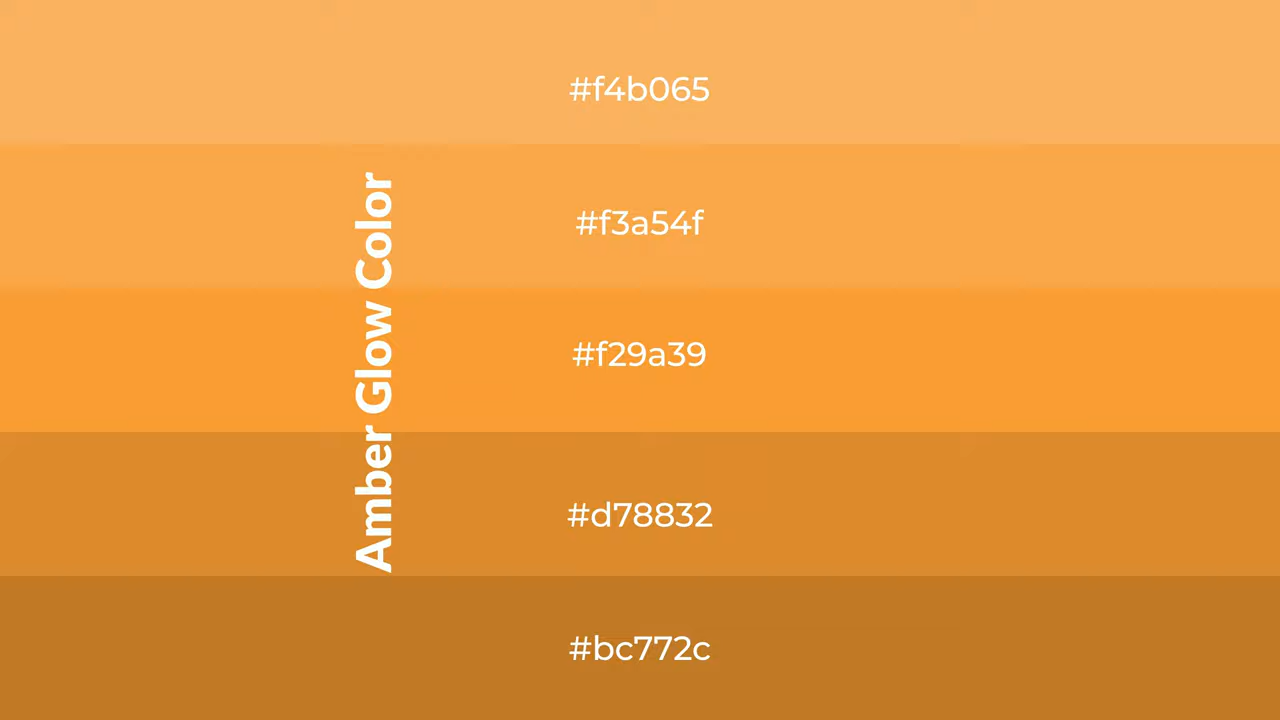 Amber Glow Color
#f4b065
#f3a54f
#f29a39
#d78832
#bc772c